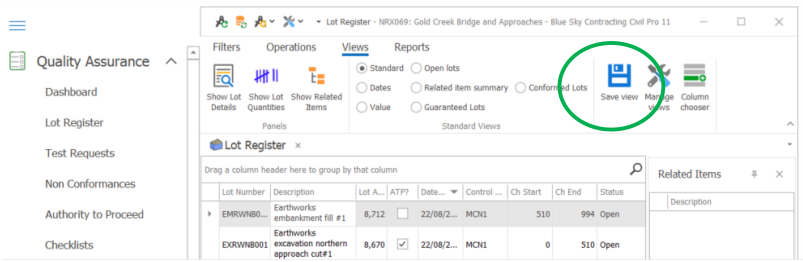 Lot Register - NRX069: Gold Creek Bridge and Approaches - Blue Sky Contracting Civil Pro 11
Quality Assurance
Dashboard
Lot Register
Test Requests
Non Conformances
Authority to Proceed
Checklists
Filters Operations Views Reports
Show Lot Details
Show Lot Quantities
Show Related Items
Panels
Standard Open lots
Dates Related item summary Conformed Lots
Value Guaranteed Lots
Standard Views
Save view
Manage views
Column chooser
Lot Register ×
Drag a column header here to group by that column
Lot Number Description Lot A... ATP? Date... Control ... Ch Start Ch End Status
EMRWNB0... Earthworks embankment fill #1 8,712 22/08/2... MCN1 510 994 Open
EXRWNB001 Earthworks excavation northern approach cut#1 8,670 22/08/2... MCN1 0 510 Open
Related Items
Description